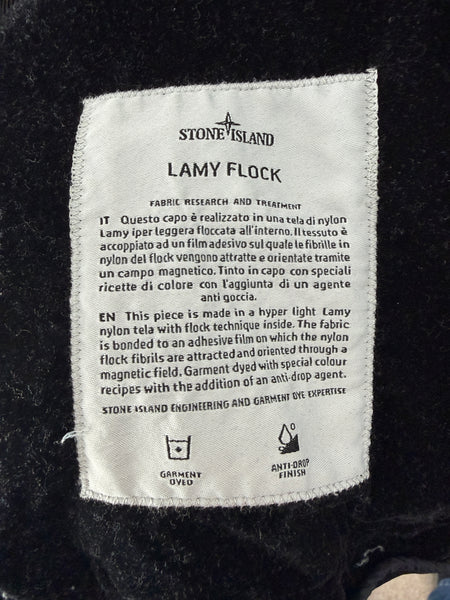 STONE ISLAND
LAMY FLOCK
FABRIC RESEARCH AND TREATMENT
IT Questo capo è realizzato in una tela di nylon
Lamy iper leggera floccata all'interno. Il tessuto è
accoppiato ad un film adesivo sul quale le fibrille in
nylon del flock vengono attratte e orientate tramite
un campo magnetico. Tinto in capo con speciali
ricette di colore con l'aggiunta di un agente
anti goccia.
EN This piece is made in a hyper light Lamy
nylon tela with flock technique inside. The fabric
is bonded to an adhesive film on which the nylon
flock fibrils are attracted and oriented through a
magnetic field. Garment dyed with special colour
recipes with the addition of an anti-drop agent.
STONE ISLAND ENGINEERING AND GARMENT DYE EXPERTISE
GARMENT DYED
ANTI-DROP FINISH